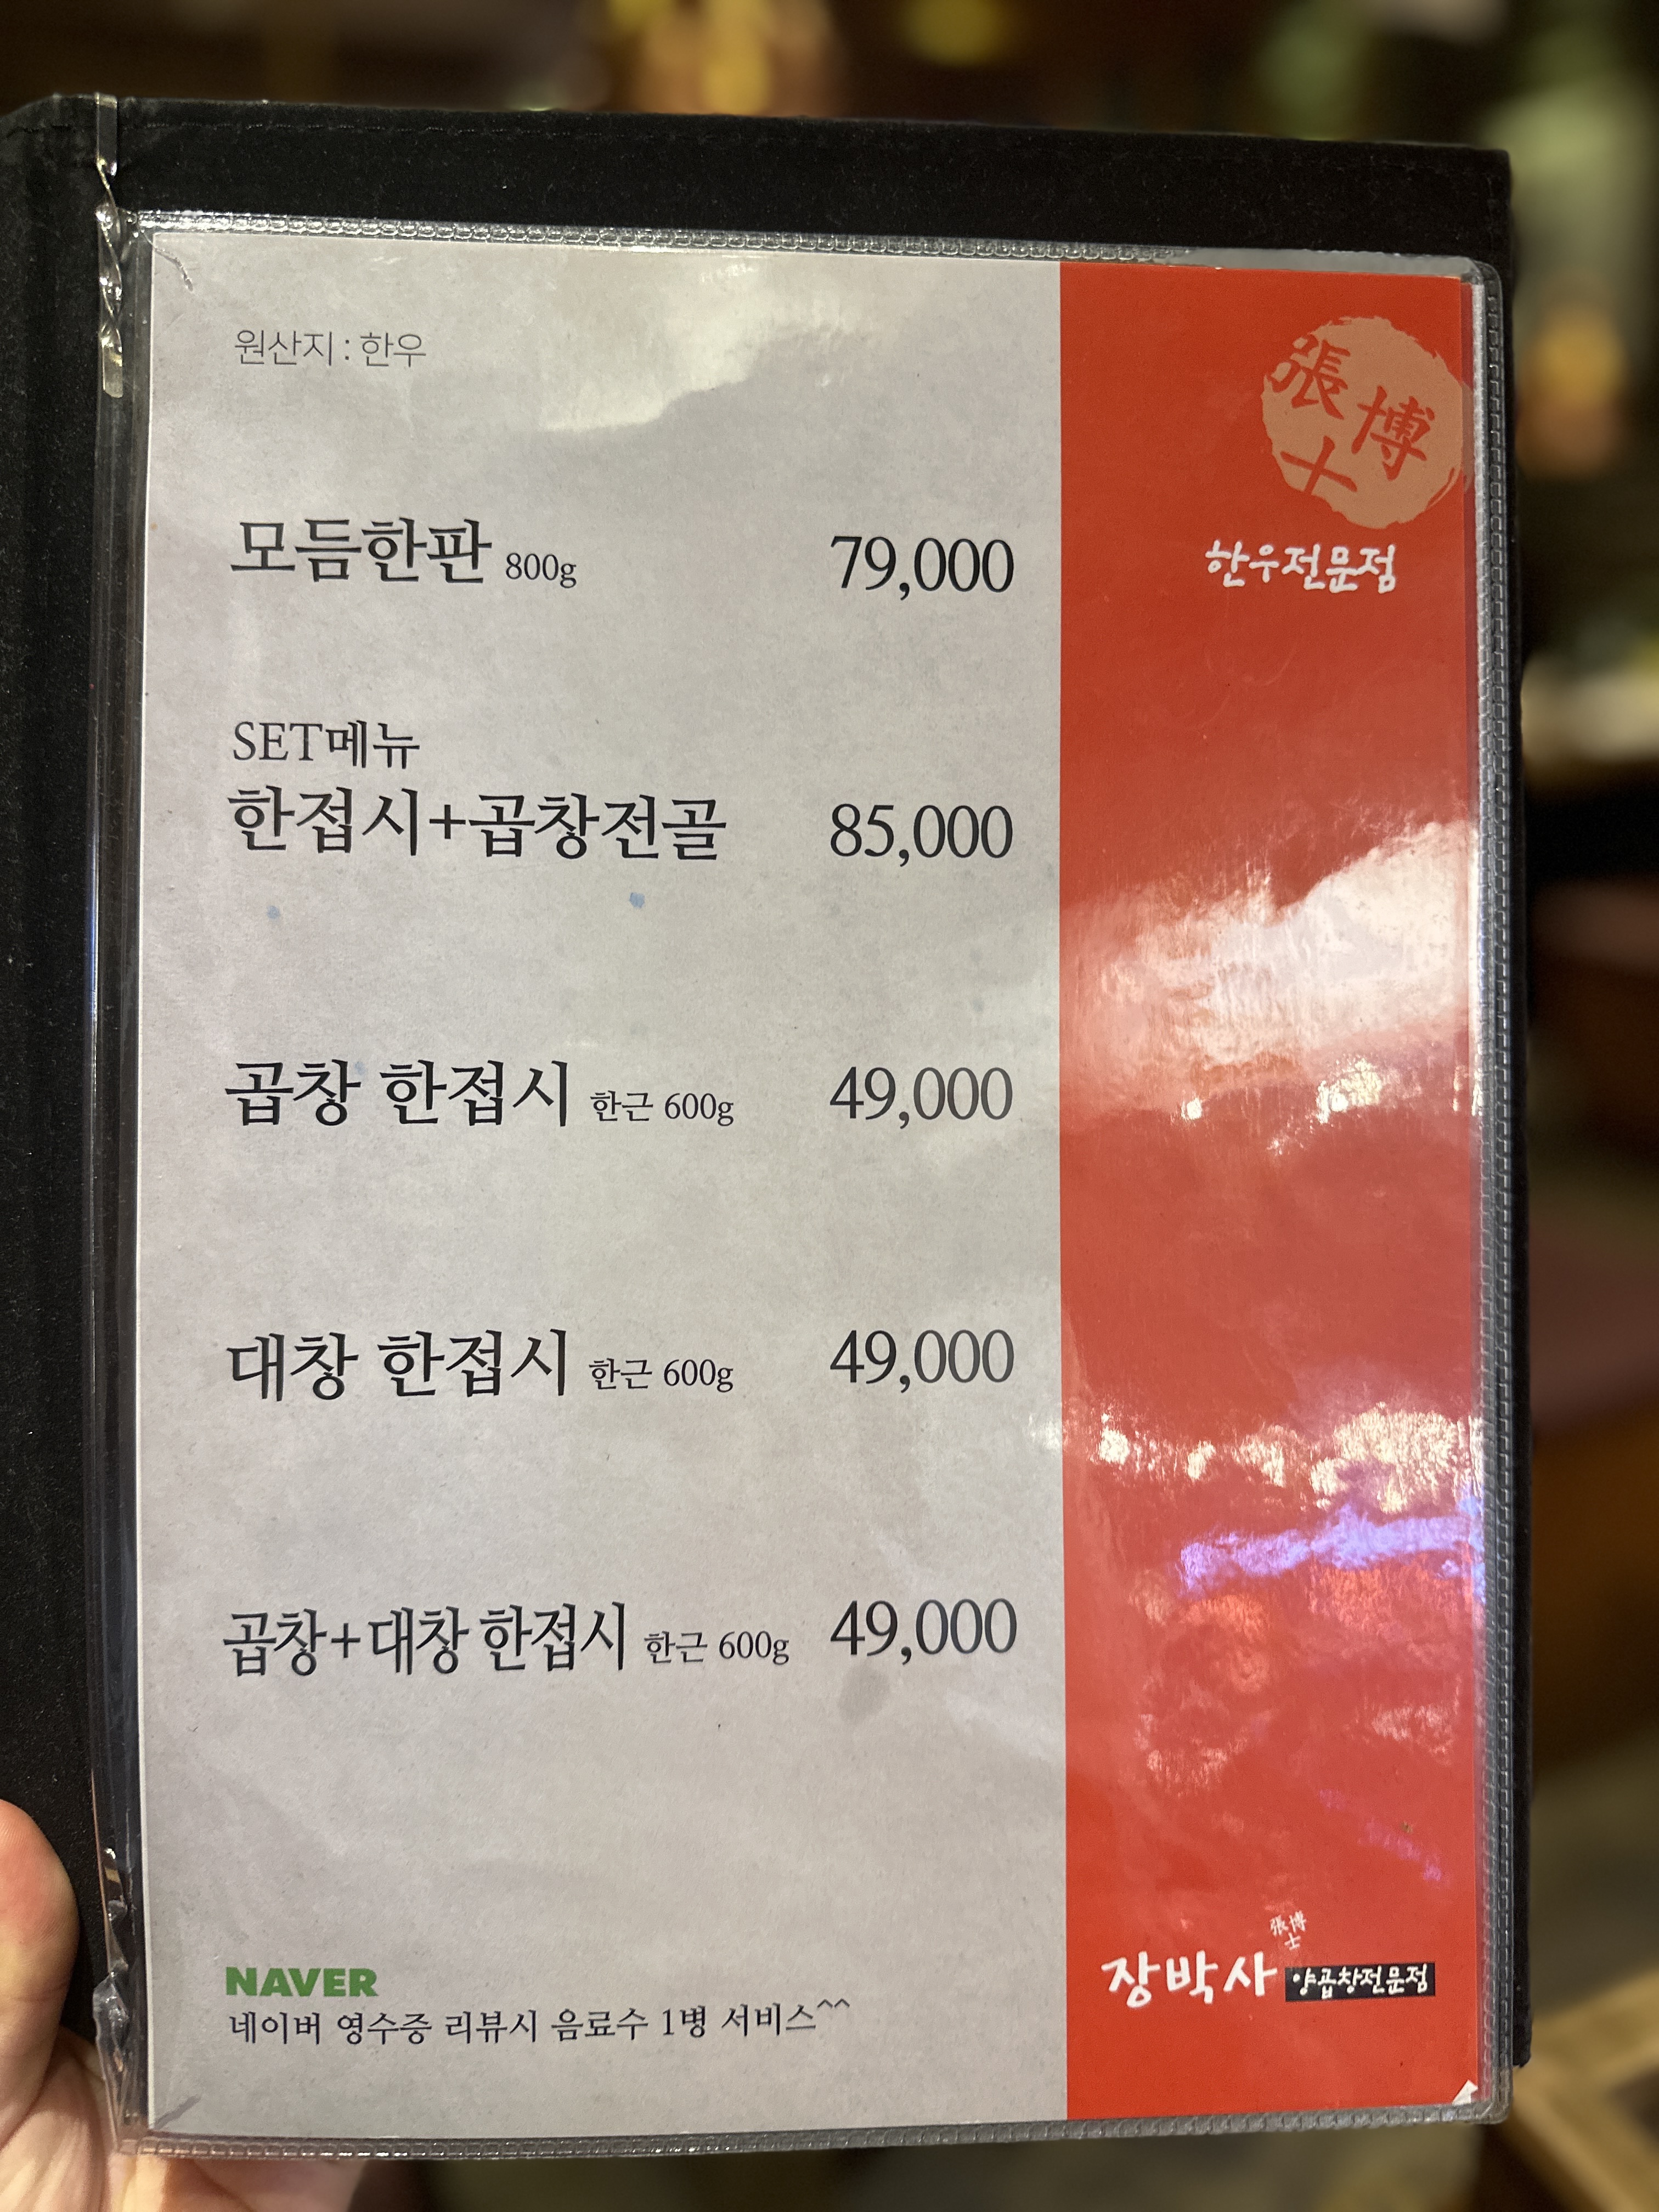 원산지 : 한우
張博士
한우전문점
모듬한판 800g 79,000
SET메뉴
한접시+곱창전골 85,000
곱창 한접시 한근 600g 49,000
대창 한접시 한근 600g 49,000
곱창+대창 한접시 한근 600g 49,000
NAVER
네이버 영수증 리뷰시 음료수 1병 서비스^^
張博士
장박사 양곱창전문점